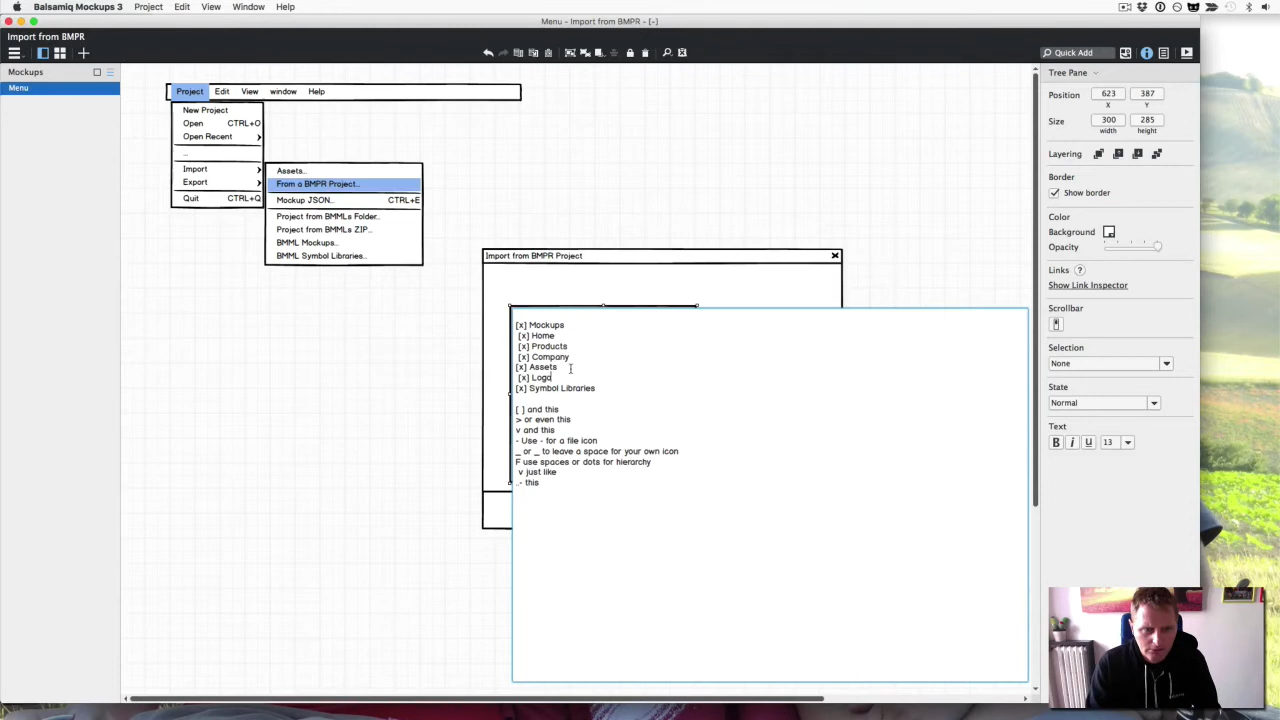 Balsamiq Mockups 3 Project Edit View Window Help
Menu - Import from BMPR - [-]
Import from BMPR
Quick Add
Mockups
Menu
Project Edit View window Help
New Project
Open CTRL+O
Open Recent
...
Import
Export
Quit CTRL+Q
Assets...
From a BMPR Project...
Mockup JSON... CTRL+E
Project from BMMLs Folder...
Project from BMMLs ZIP...
BMML Mockups...
BMML Symbol Libraries...
Import from BMPR Project
[x] Mockups
[x] Home
[x] Products
[x] Company
[x] Assets
[x] Logo
[x] Symbol Libraries
[ ] and this
> or even this
v and this
- Use - for a file icon
_ or _ to leave a space for your own icon
F use spaces or dots for hierarchy
v just like
..- this
Tree Pane
Position 623 387
X Y
Size 300 285
width height
Layering
Border
Show border
Color
Background
Opacity
Links ?
Show Link Inspector
Scrollbar
Selection
None
State
Normal
Text
B i U 13